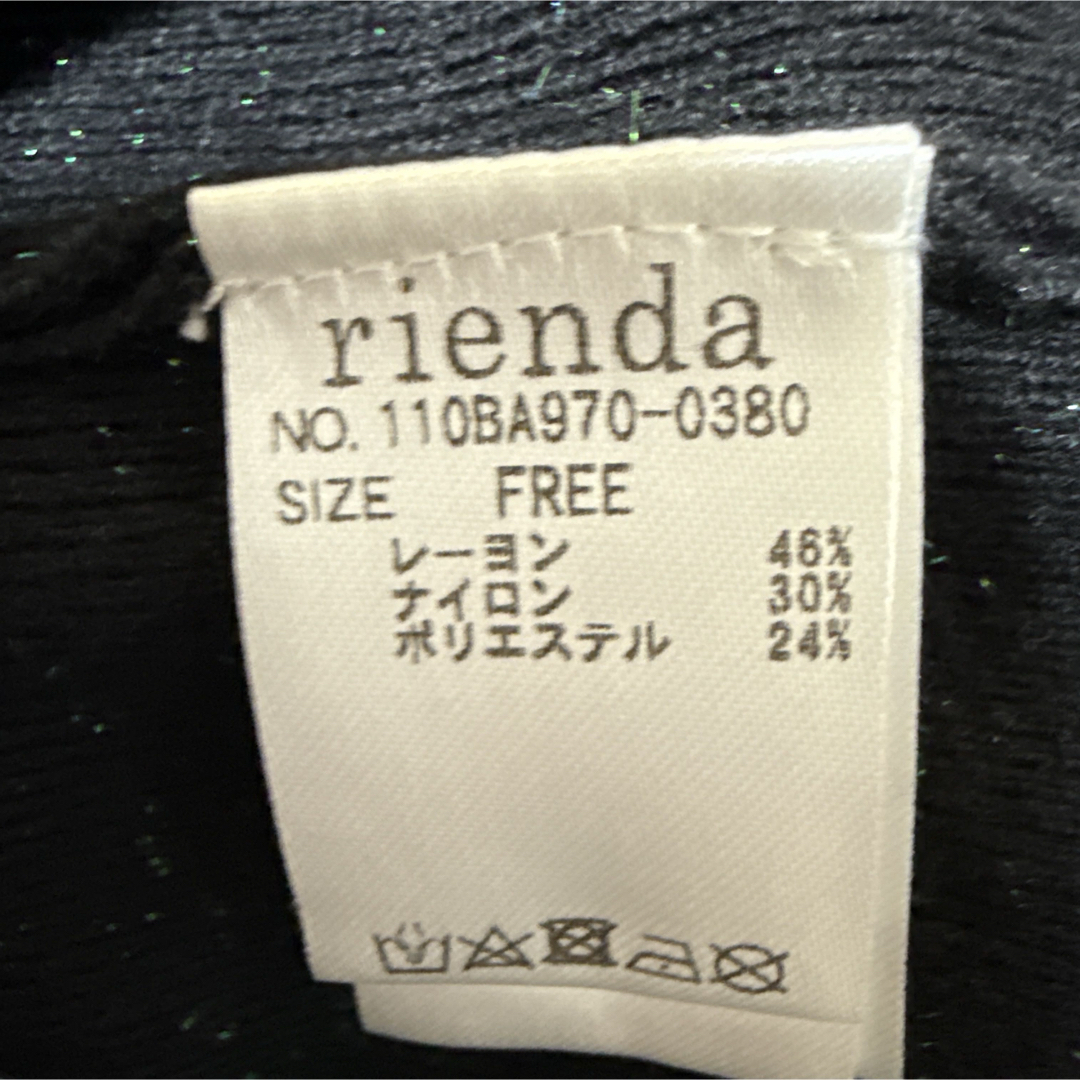 rienda
NO. 110BA970-0380
SIZE FREE
レーヨン 46%
ナイロン 30%
ポリエステル 24%